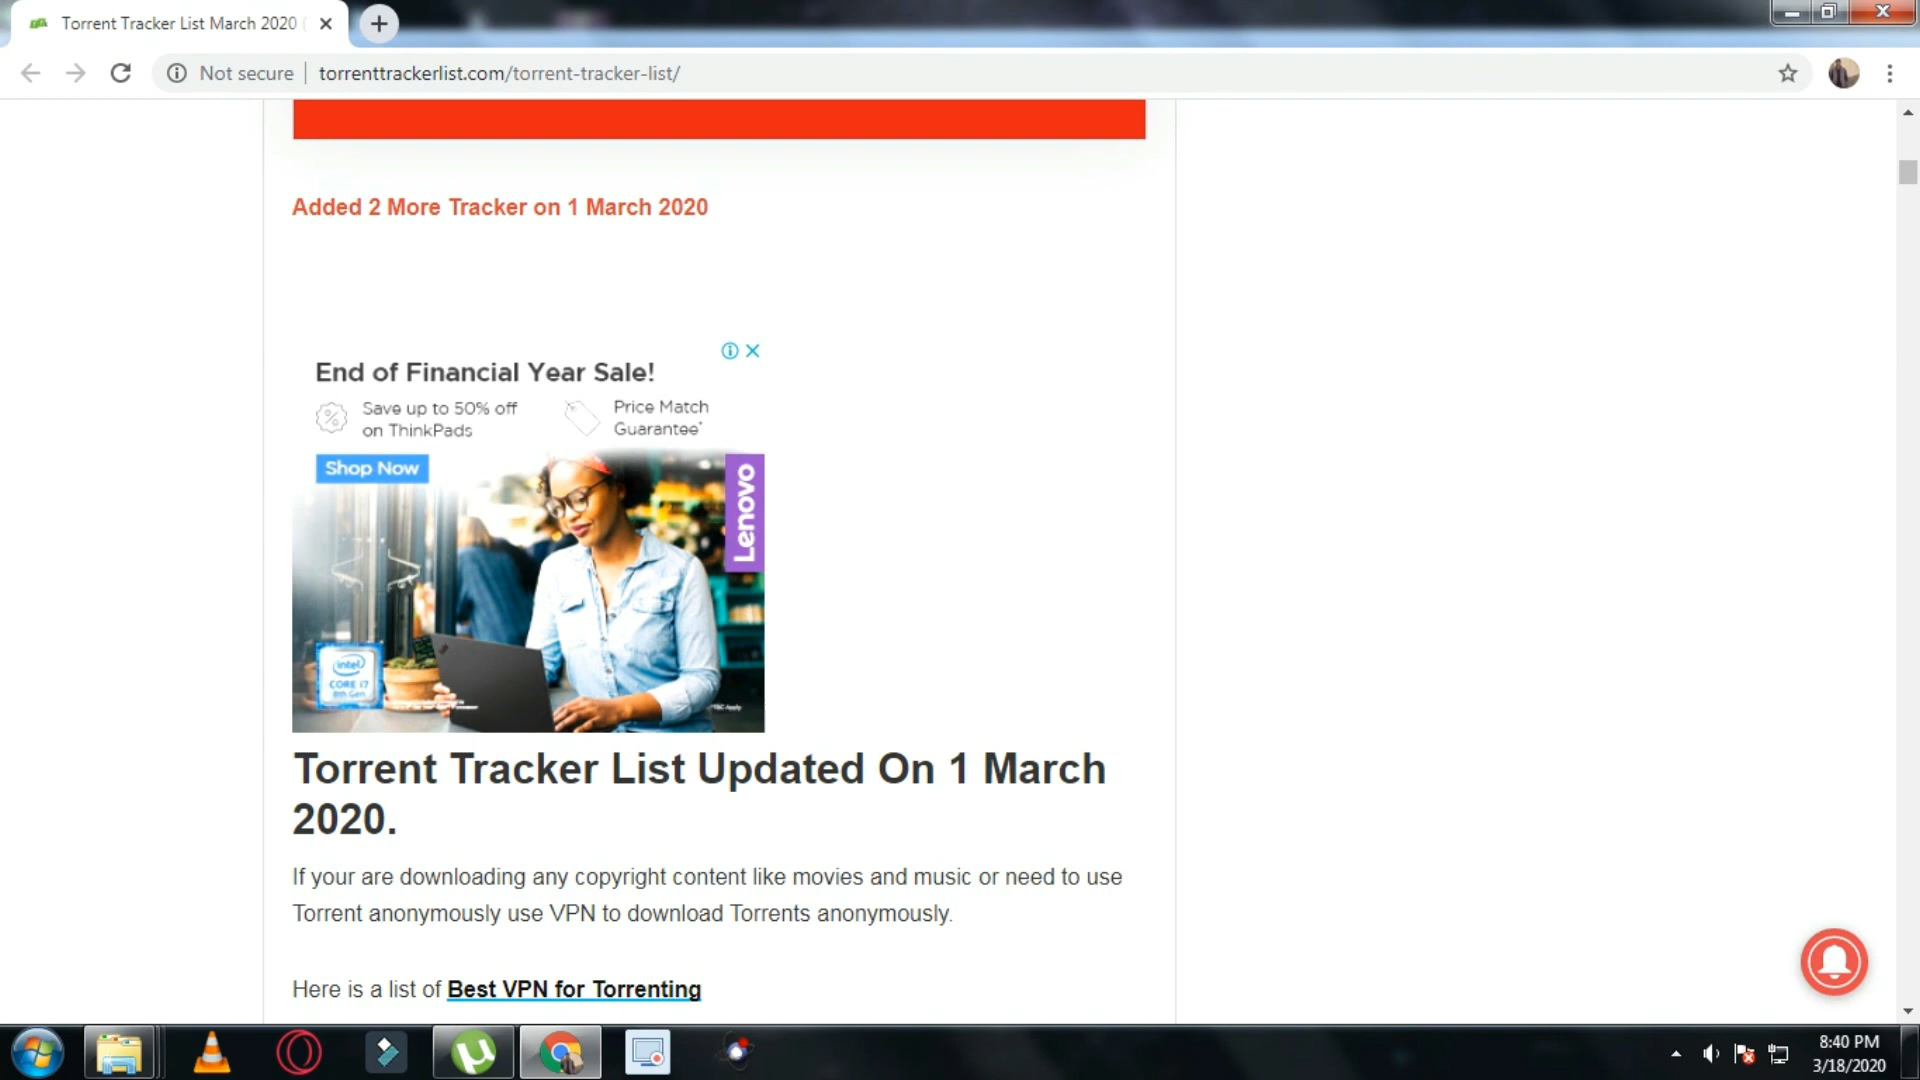 Torrent Tracker List March 2020
Not secure
torrenttrackerlist.com/torrent-tracker-list/
Added 2 More Tracker on 1 March 2020
End of Financial Year Sale!
Save up to 50% off
on ThinkPads
Price Match
Guarantee*
Shop Now
Lenovo
intel
CORE i7
8th Gen
Torrent Tracker List Updated On 1 March
2020.
If your are downloading any copyright content like movies and music or need to use
Torrent anonymously use VPN to download Torrents anonymously.
Here is a list of Best VPN for Torrenting
8:40 PM
3/18/2020